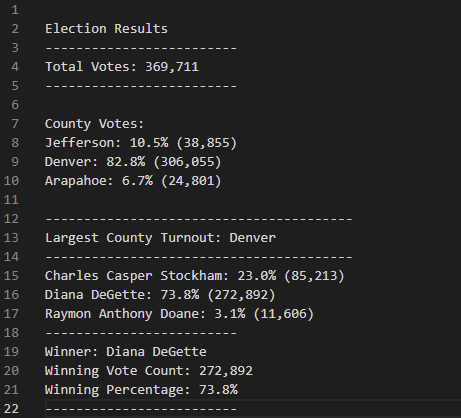 1
2 Election Results
3 -------------------------
4 Total Votes: 369,711
5 -------------------------
6
7 County Votes:
8 Jefferson: 10.5% (38,855)
9 Denver: 82.8% (306,055)
10 Arapahoe: 6.7% (24,801)
11
12 ----------------------------------------
13 Largest County Turnout: Denver
14 ----------------------------------------
15 Charles Casper Stockham: 23.0% (85,213)
16 Diana DeGette: 73.8% (272,892)
17 Raymon Anthony Doane: 3.1% (11,606)
18 -------------------------
19 Winner: Diana DeGette
20 Winning Vote Count: 272,892
21 Winning Percentage: 73.8%
22 -------------------------